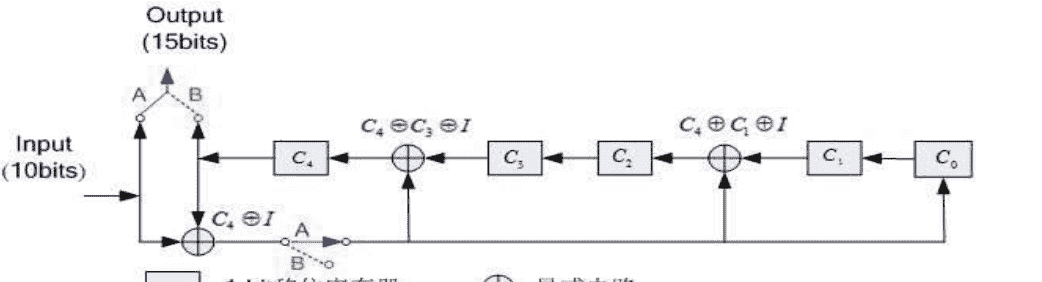 Output
(15bits)
A
B
Input
(10bits)
C₄ ⊕ C₃ ⊕ I
C₄ ⊕ C₁ ⊕ I
C₄
C₃
C₂
C₁
C₀
C₄ ⊕ I
A
B